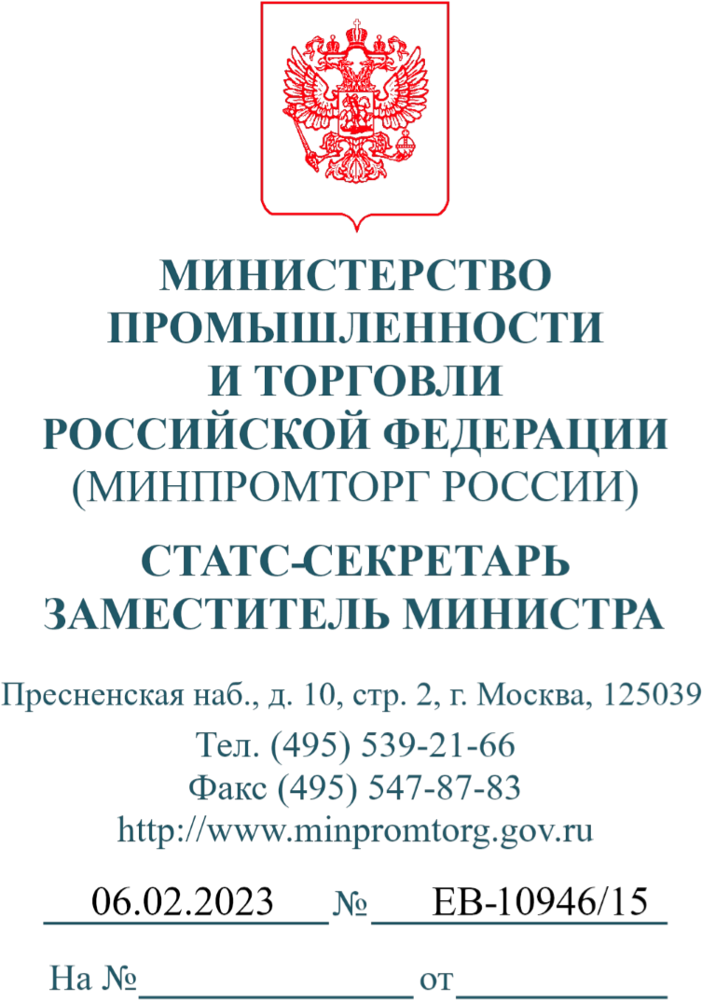 МИНИСТЕРСТВО
ПРОМЫШЛЕННОСТИ
И ТОРГОВЛИ
РОССИЙСКОЙ ФЕДЕРАЦИИ
(МИНПРОМТОРГ РОССИИ)
СТАТС-СЕКРЕТАРЬ
ЗАМЕСТИТЕЛЬ МИНИСТРА
Пресненская наб., д. 10, стр. 2, г. Москва, 125039
Тел. (495) 539-21-66
Факс (495) 547-87-83
http://www.minpromtorg.gov.ru
06.02.2023 № ЕВ-10946/15
На № от